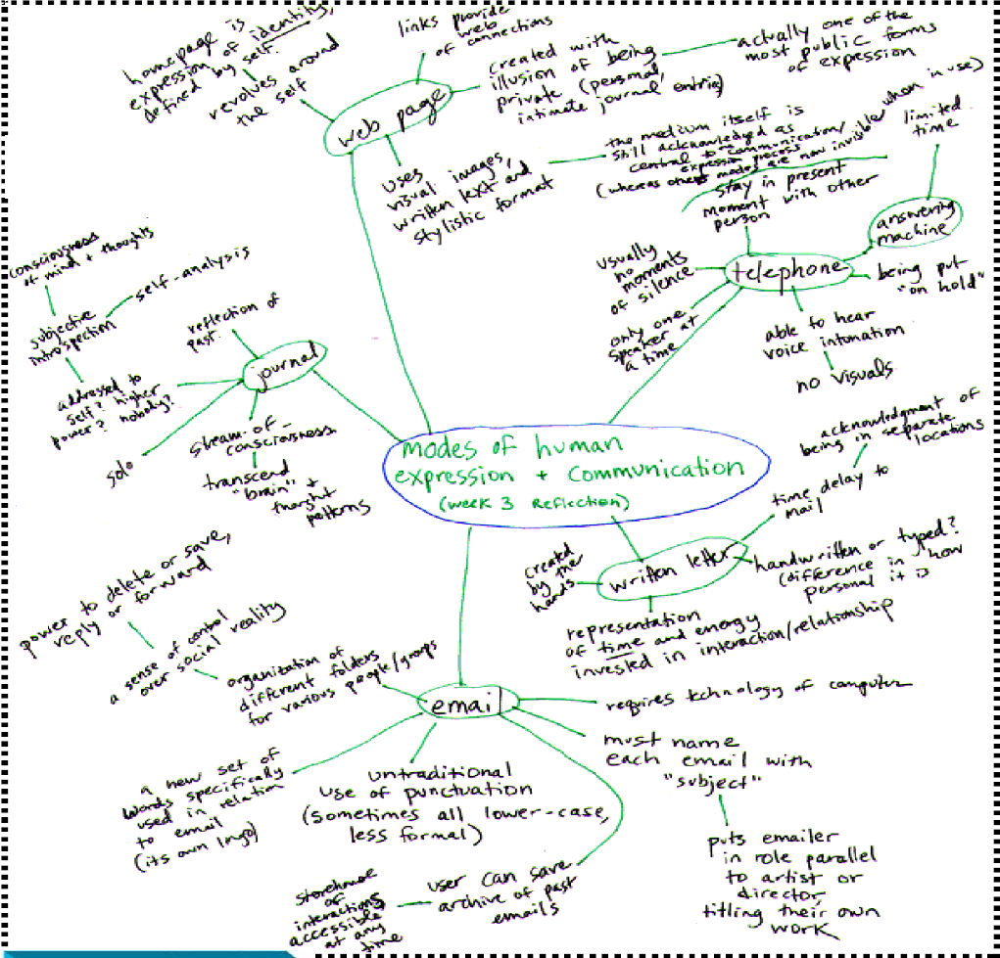 homepage is
expression of identity,
defined by self.
revolves around
the self
links provide
web
of connections
web page
created with
illusion of being
private (personal,
intimate journal entries)
actually one of the
most public forms
of expression
uses
visual images,
written text and
stylistic format
the medium itself is
still acknowledged as
central to communication/
expression process
(whereas other modes are now invisible when in use)
limited
time
answering
machine
stay in present
moment with other
person
telephone
usually
no
moments
of silence
being put
"on hold"
only one
speaker at
a time
able to hear
voice intonation
no visuals
consciousness
of mind + thoughts
self-analysis
subjective
introspection
reflection of
past.
journal
addressed to
self? higher
power? nobody?
solo
stream-of-
consciousness
transcend
"brain" +
thought
patterns
modes of human
expression + communication
(week 3 Reflection)
acknowledgment of
being in separate
locations
time delay to
mail
written letter
created
by the
hands
handwritten or typed?
(difference in how
personal it is
representation
of time and energy
invested in interaction/relationship
power to delete or save,
reply or forward
a sense of control
over social reality
organization of
different folders
for various people/groups
email
requires technology of computer
must name
each email with
"subject"
puts emailer
in role parallel
to artist or
director,
titling their own
work
a new set of
words specifically
used in relation
to email
(its own lingo)
untraditional
use of punctuation
(sometimes all lower-case,
less formal)
user can save
archive of past
emails
storehouse
of
interactions
accessible
at any
time